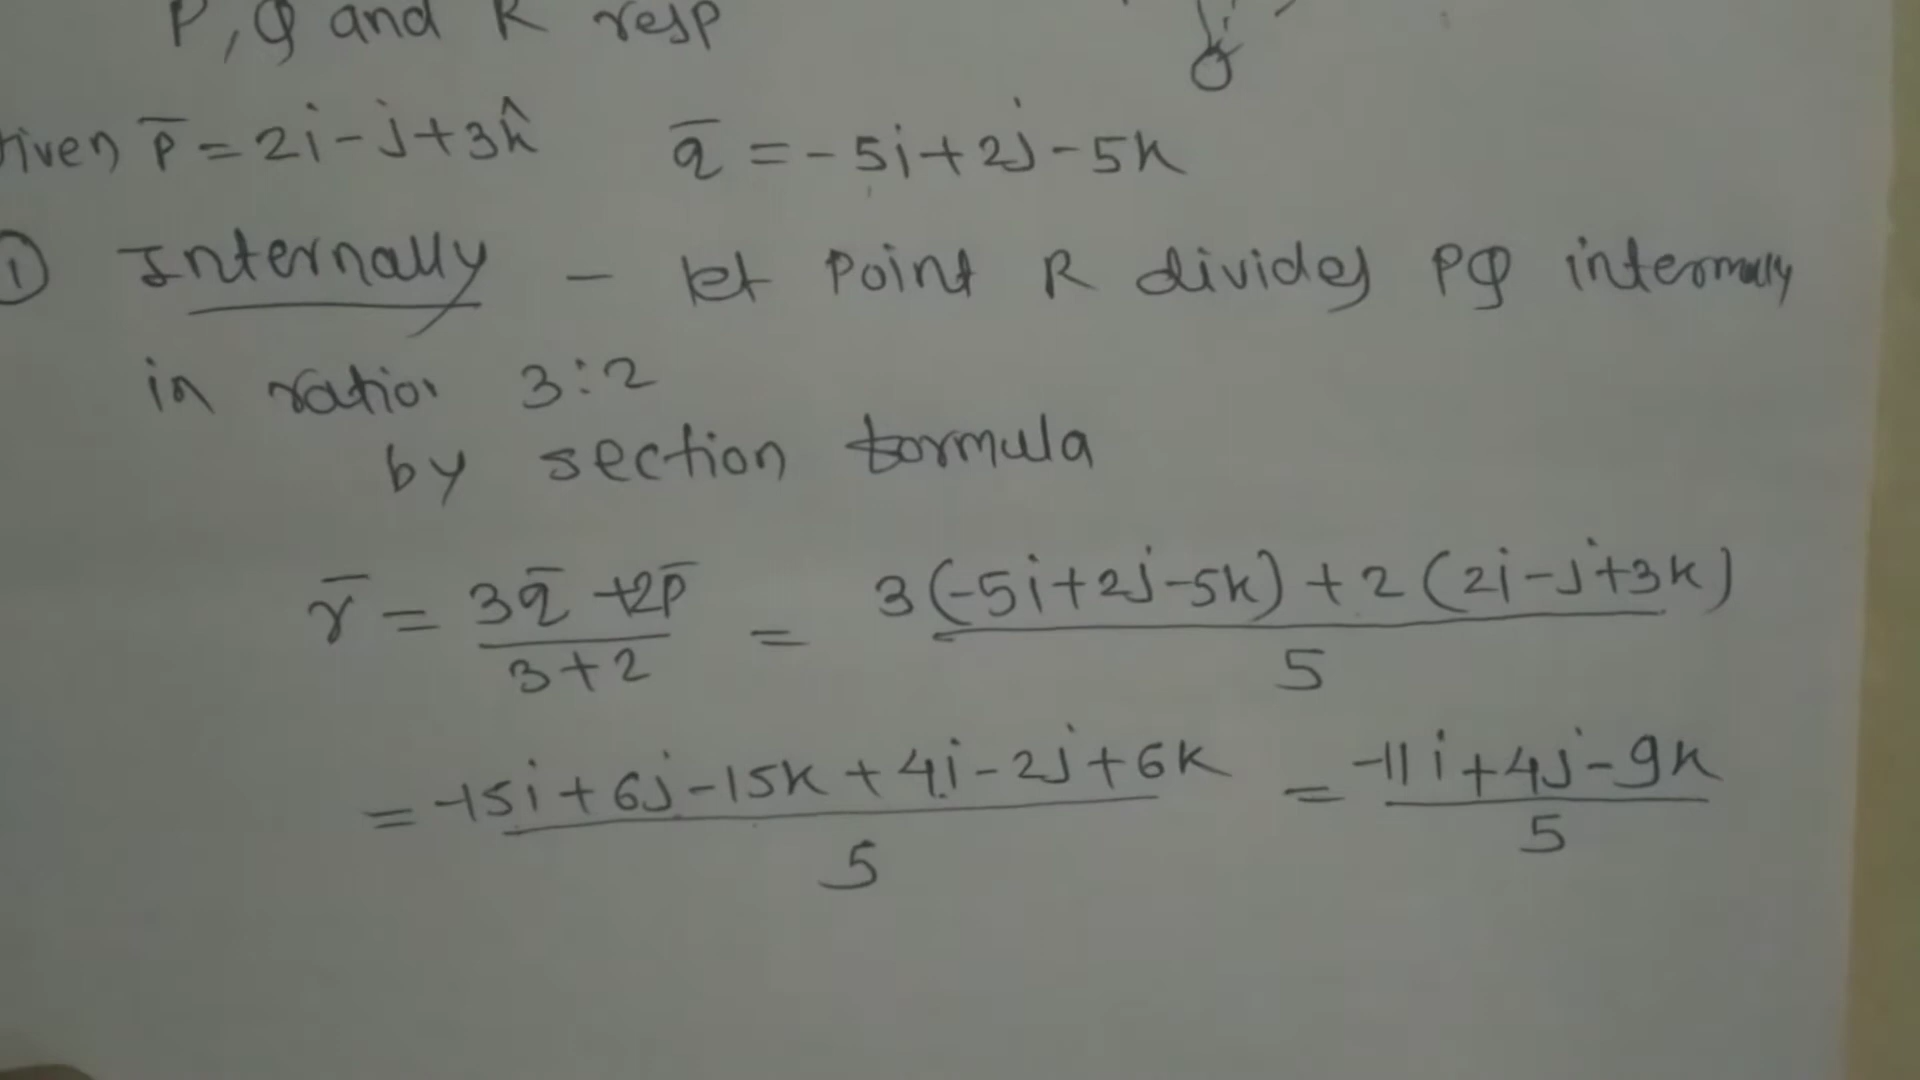 P, Q and R resp
Given p̅ = 2i - j + 3k̂ q̅ = - 5i + 2j - 5k
① Internally - let Point R divides PQ internally
in ratio 3:2
by section formula
r̅ = (3q̅ + 2p̅)/(3+2) = (3(-5i+2j-5k) + 2(2i-j+3k))/5
= (-15i + 6j - 15k + 4i - 2j + 6k)/5 = (-11i + 4j - 9k)/5